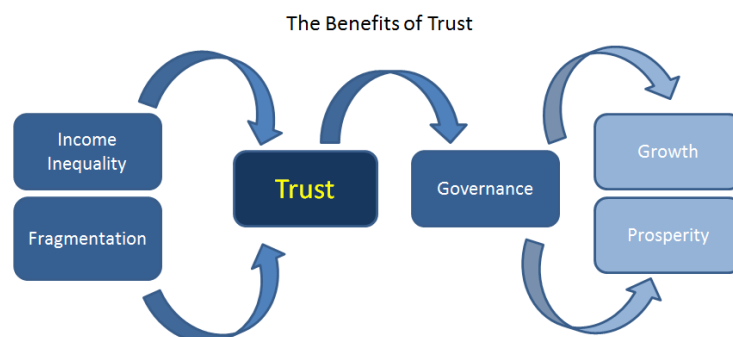 The Benefits of Trust
Income
Inequality
Fragmentation
Trust
Governance
Growth
Prosperity